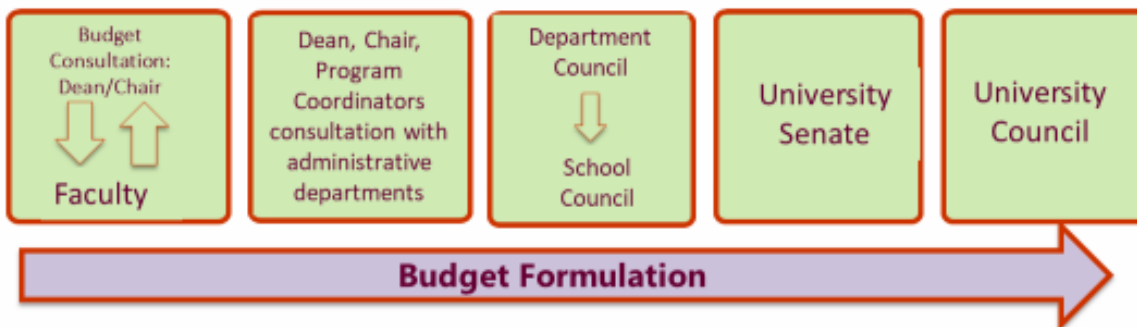 Budget
Consultation:
Dean/Chair
Faculty
Dean, Chair,
Program
Coordinators
consultation with
administrative
departments
Department
Council
School
Council
University
Senate
University
Council
Budget Formulation